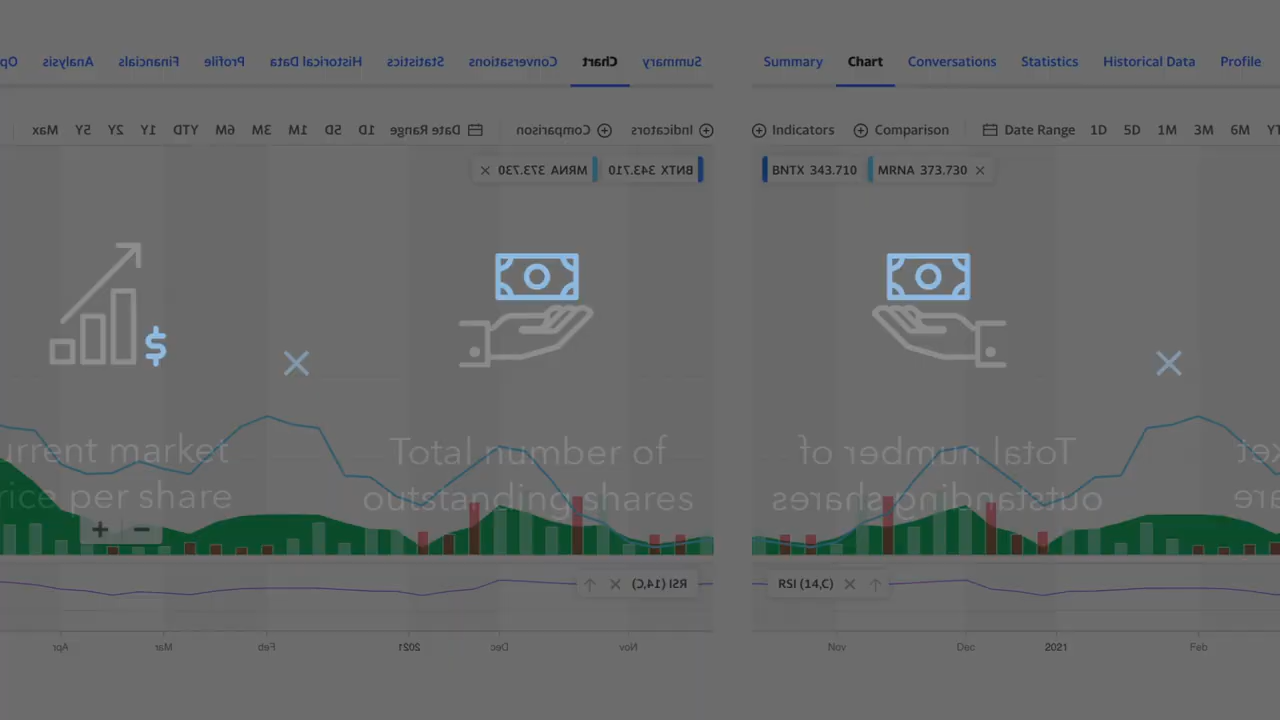 Op Analysis Financials Profile Historical Data Statistics Conversations Chart Summary
Summary Chart Conversations Statistics Historical Data Profile
Max 5Y 2Y 1Y YTD 6M 3M 1M 5D 1D Date Range Comparison Indicators
Indicators Comparison Date Range 1D 5D 1M 3M 6M YT
MRNA 373.730 BNTX 343.710
BNTX 343.710 MRNA 373.730
$
urrent market
rice per share
Total number of
outstanding shares
Total number of
outstanding shares
ket
are
+ −
RSI (14,C)
RSI (14,C)
Apr Mar Feb 2021 Dec Nov
Nov Dec 2021 Feb